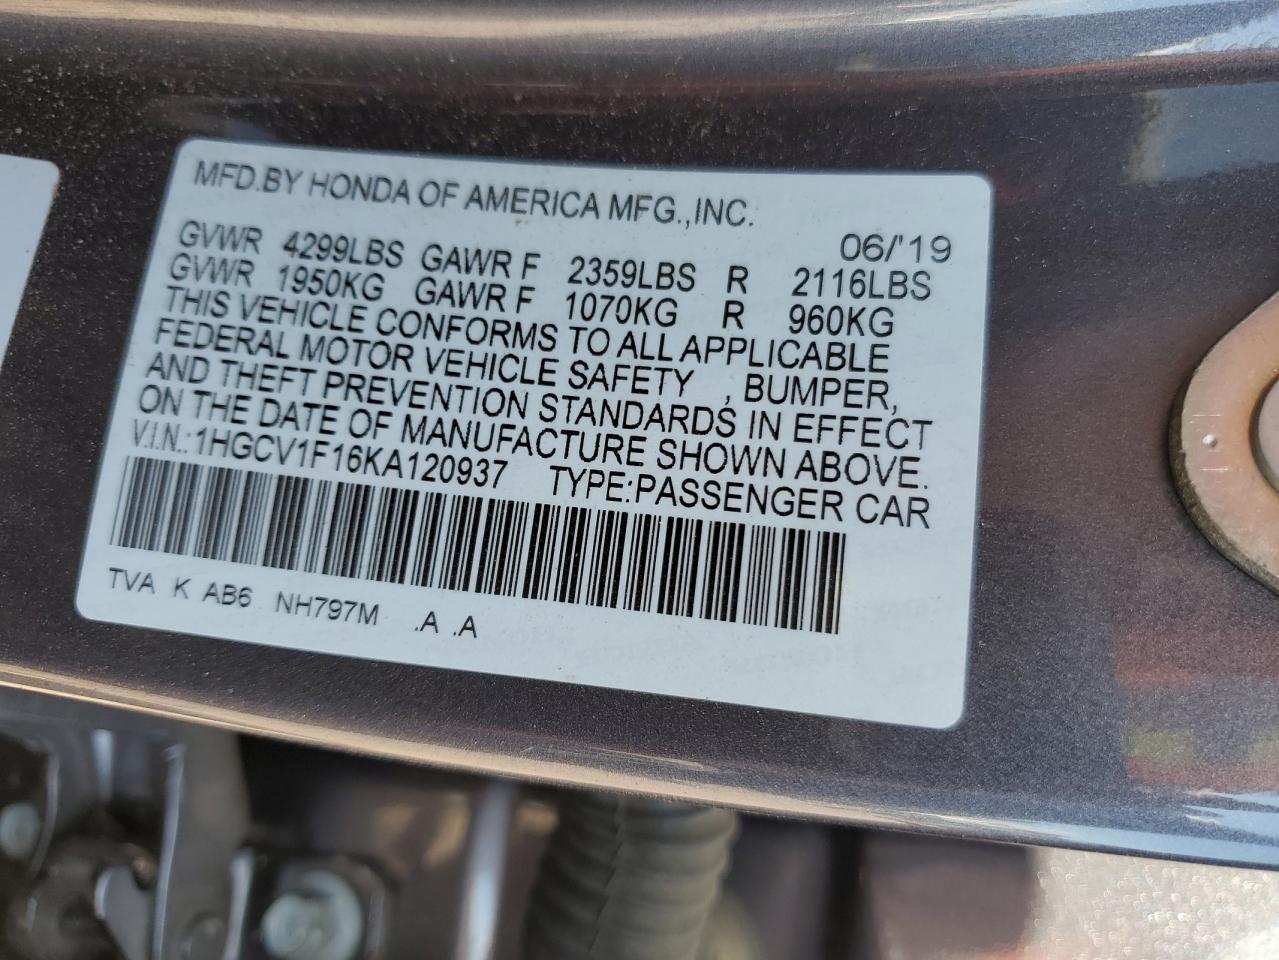 MFD.BY HONDA OF AMERICA MFG.,INC.
06/'19
GVWR 4299LBS GAWR F 2359LBS R 2116LBS
GVWR 1950KG GAWR F 1070KG R 960KG
THIS VEHICLE CONFORMS TO ALL APPLICABLE
FEDERAL MOTOR VEHICLE SAFETY , BUMPER,
AND THEFT PREVENTION STANDARDS IN EFFECT
ON THE DATE OF MANUFACTURE SHOWN ABOVE.
V.I.N.: 1HGCV1F16KA120937 TYPE:PASSENGER CAR
TVA K AB6 NH797M .A .A